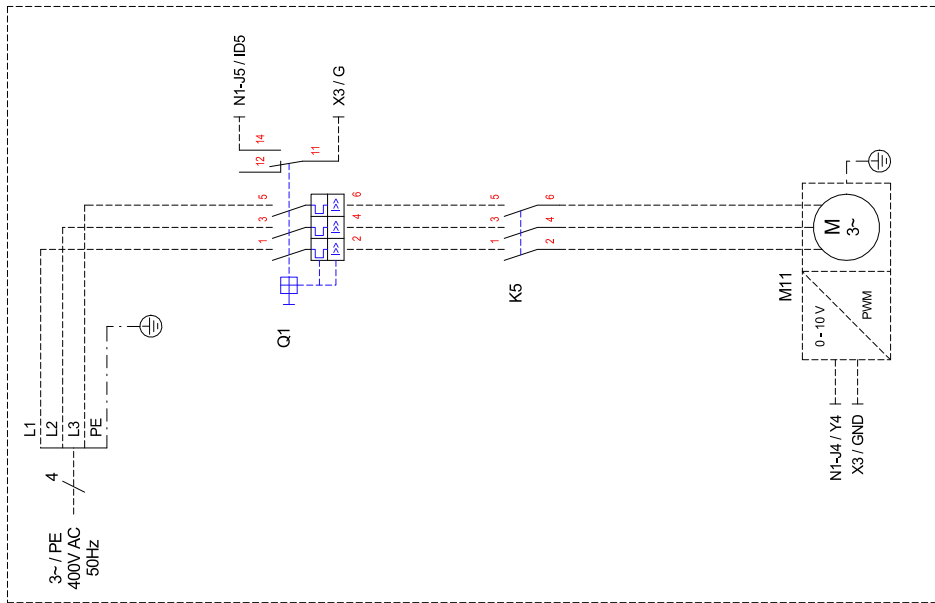 3~ / PE
400V AC
50Hz
4
L1
L2
L3
PE
Q1
1
3
5
2
4
6
I>>
I>>
I>>
12
14
11
N1-J5 / ID5
X3 / G
K5
1
3
5
2
4
6
M11
M
3~
0 - 10 V
PWM
N1-J4 / Y4
X3 / GND